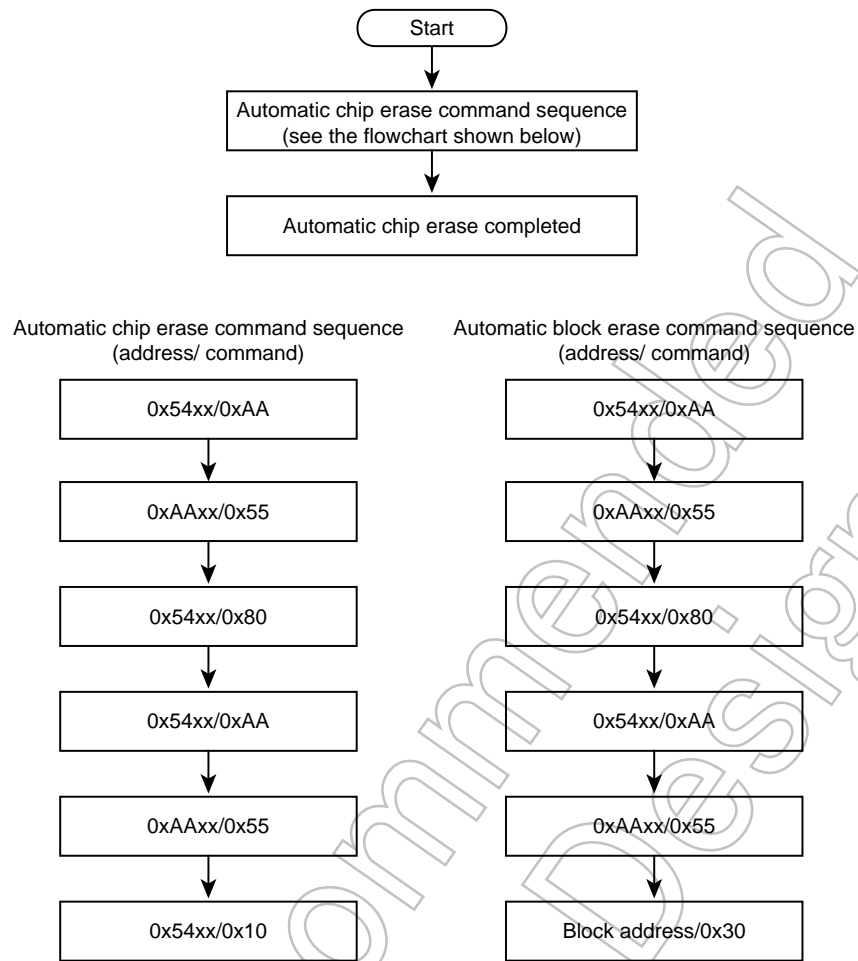 Start
Automatic chip erase command sequence
(see the flowchart shown below)
Automatic chip erase completed
Automatic chip erase command sequence
(address/ command)
0x54xx/0xAA
0xAAxx/0x55
0x54xx/0x80
0x54xx/0xAA
0xAAxx/0x55
0x54xx/0x10
Automatic block erase command sequence
(address/ command)
0x54xx/0xAA
0xAAxx/0x55
0x54xx/0x80
0x54xx/0xAA
0xAAxx/0x55
Block address/0x30
ommended
Desig